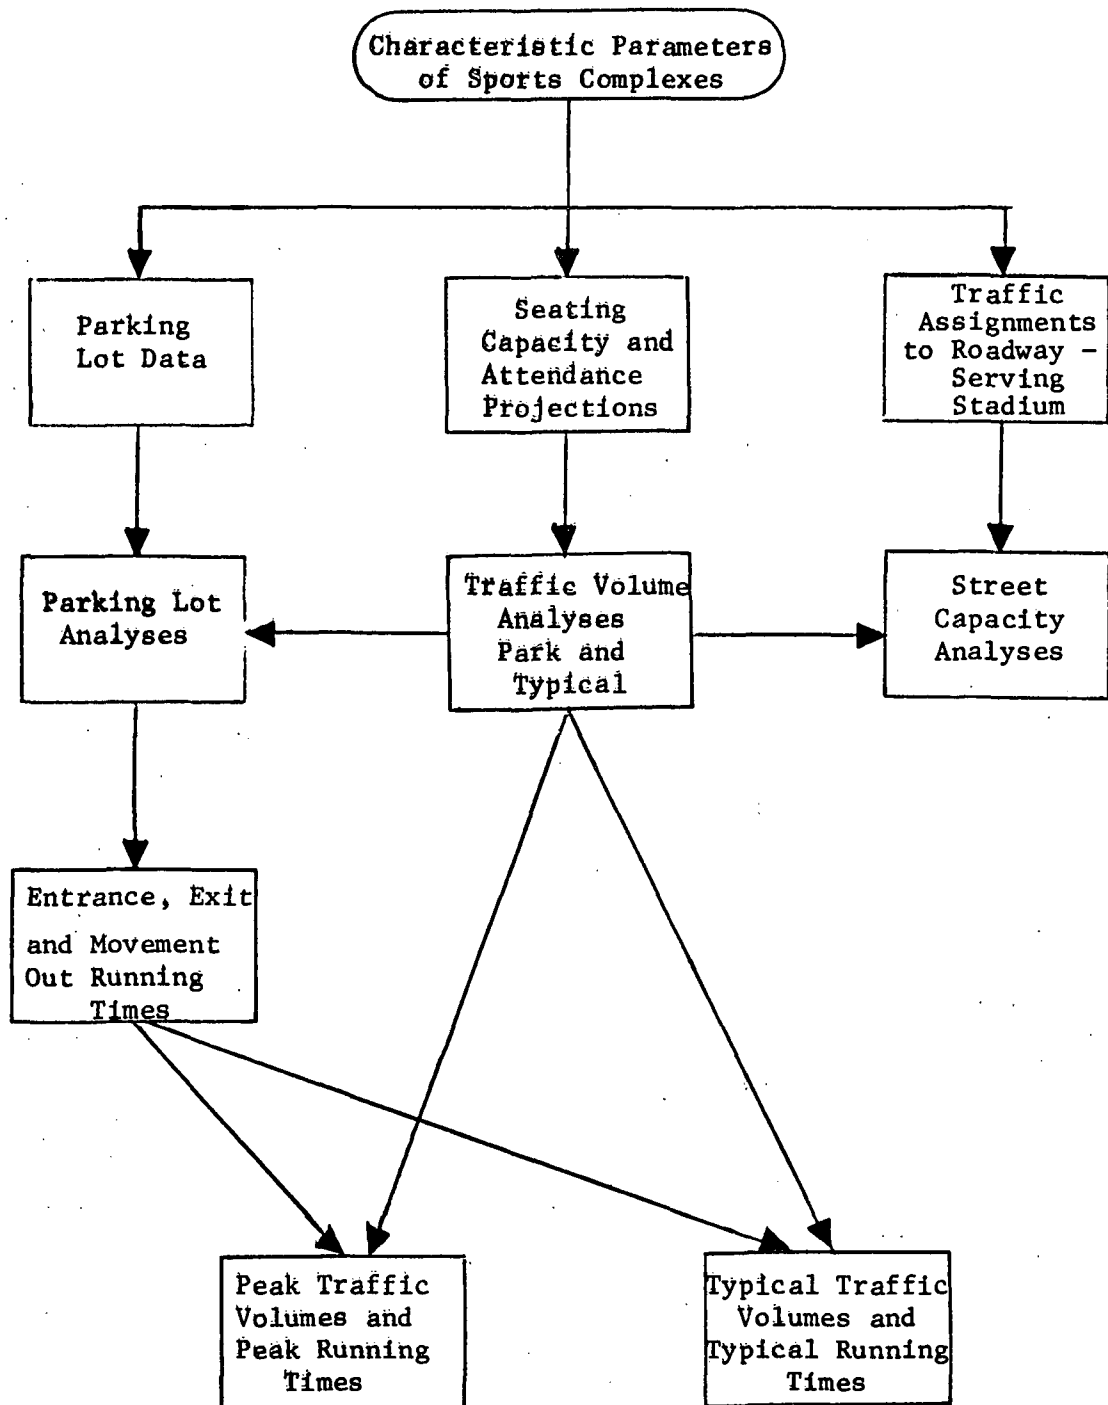 Characteristic Parameters
of Sports Complexes
Parking
Lot Data
Seating
Capacity and
Attendance
Projections
Traffic
Assignments
to Roadway –
Serving
Stadium
Parking Lot
Analyses
Traffic Volume
Analyses
Park and
Typical
Street
Capacity
Analyses
Entrance, Exit
and Movement
Out Running
Times
Peak Traffic
Volumes and
Peak Running
Times
Typical Traffic
Volumes and
Typical Running
Times